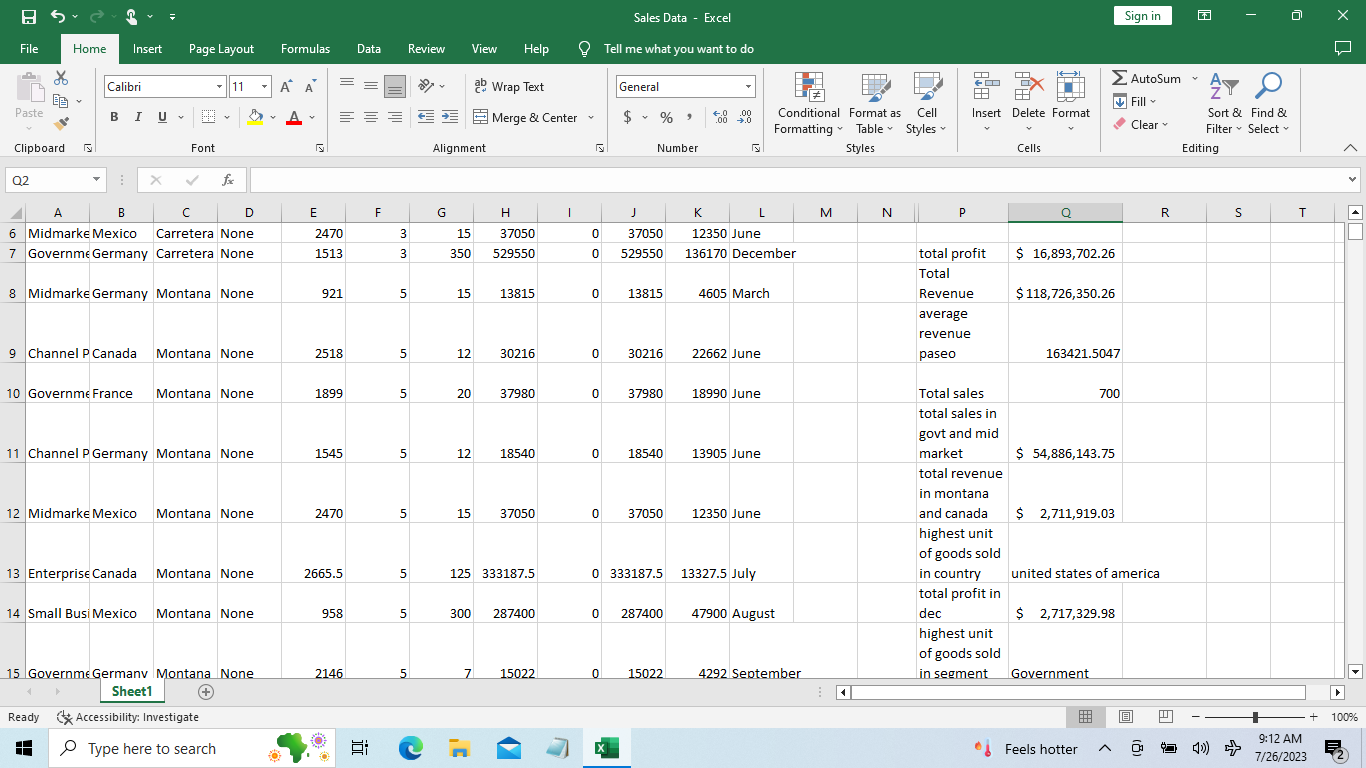 Sales Data - Excel
Sign in
File Home Insert Page Layout Formulas Data Review View Help Tell me what you want to do
Paste
Calibri 11
B I U
Wrap Text
Merge & Center
General
$ %
Conditional Formatting
Format as Table
Cell Styles
Insert Delete Format
AutoSum
Fill
Clear
Sort & Filter
Find & Select
Clipboard Font Alignment Number Styles Cells Editing
Q2 fx
A B C D E F G H I J K L M N P Q R S T
6 Midmarke Mexico Carretera None 2470 3 15 37050 0 37050 12350 June
7 Governme Germany Carretera None 1513 3 350 529550 0 529550 136170 December total profit $ 16,893,702.26
8 Midmarke Germany Montana None 921 5 15 13815 0 13815 4605 March Total Revenue $ 118,726,350.26
9 Channel P Canada Montana None 2518 5 12 30216 0 30216 22662 June average revenue paseo 163421.5047
10 Governme France Montana None 1899 5 20 37980 0 37980 18990 June Total sales 700
11 Channel P Germany Montana None 1545 5 12 18540 0 18540 13905 June total sales in govt and mid market $ 54,886,143.75
12 Midmarke Mexico Montana None 2470 5 15 37050 0 37050 12350 June total revenue in montana and canada $ 2,711,919.03
13 Enterprise Canada Montana None 2665.5 5 125 333187.5 0 333187.5 13327.5 July highest unit of goods sold in country united states of america
14 Small Busi Mexico Montana None 958 5 300 287400 0 287400 47900 August total profit in dec $ 2,717,329.98
15 Governme Germany Montana None 2146 5 7 15022 0 15022 4292 September highest unit of goods sold in segment Government
Sheet1
Ready Accessibility: Investigate 100%
Type here to search
Feels hotter
9:12 AM
7/26/2023
2